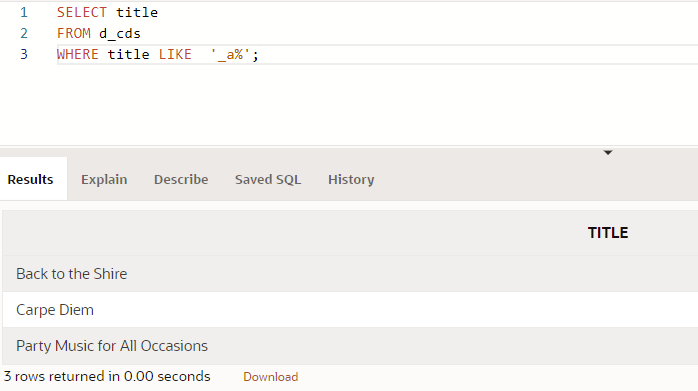 1 SELECT title
2 FROM d_cds
3 WHERE title LIKE  '_a%';
Results Explain Describe Saved SQL History
TITLE
Back to the Shire
Carpe Diem
Party Music for All Occasions
3 rows returned in 0.00 seconds Download